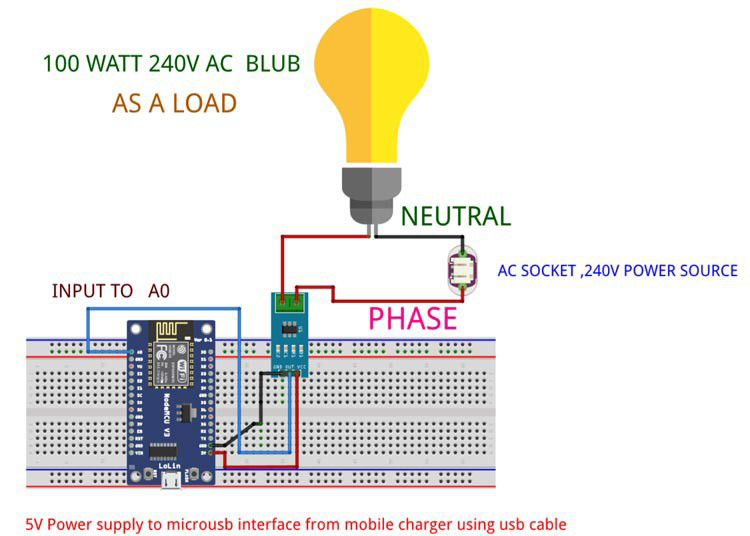 100 WATT 240V AC BLUB
AS A LOAD
NEUTRAL
AC SOCKET ,240V POWER SOURCE
INPUT TO A0
PHASE
GND OUT VCC
NodeMCU V3
LoLin
5V Power supply to microusb interface from mobile charger using usb cable